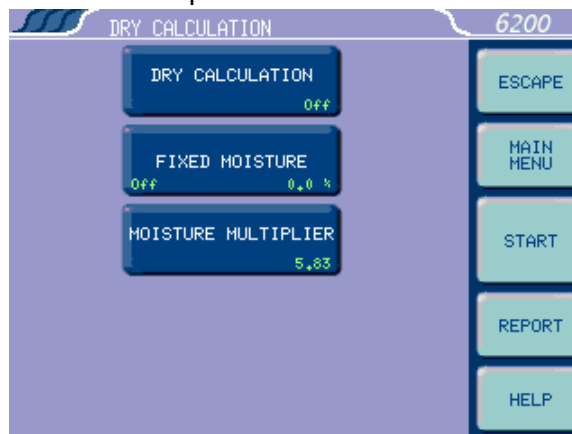 DRY CALCULATION
6200
DRY CALCULATION
Off
FIXED MOISTURE
Off 0.0 %
MOISTURE MULTIPLIER
5.83
ESCAPE
MAIN
MENU
START
REPORT
HELP